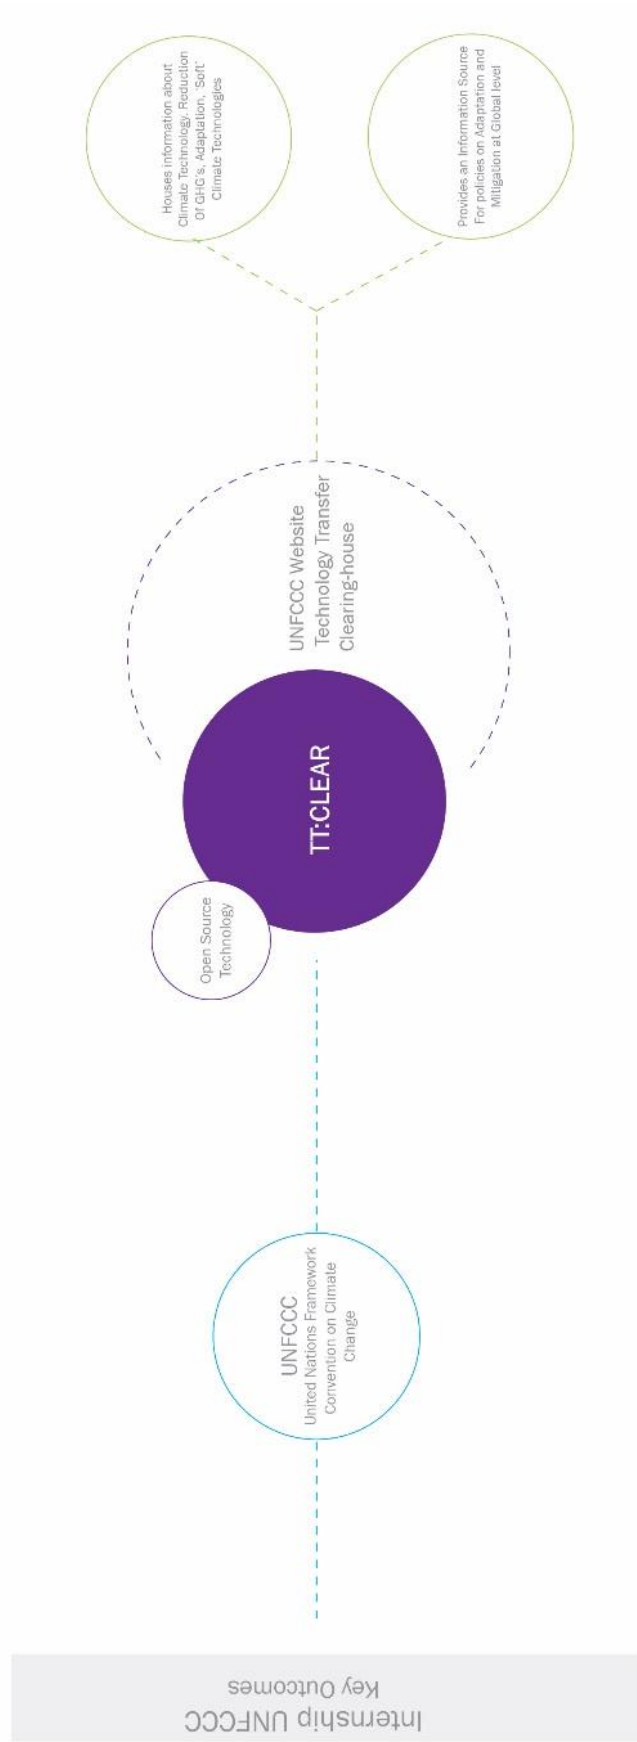 Internship UNFCCC
Key Outcomes
UNFCCC
United Nations Framework
Convention on Climate
Change
Open Source
Technology
TT:CLEAR
UNFCCC Website
Technology Transfer
Clearing-house
Houses information about
Climate Technology. Reduction
Of GHG's, Adaptation, 'Soft'
Climate Technologies
Provides an Information Source
For policies on Adaptation and
Mitigation at Global level